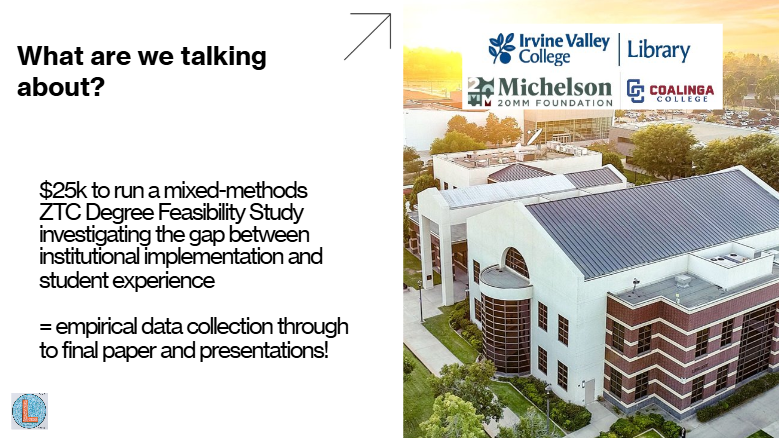 What are we talking
about?
$25k to run a mixed-methods
ZTC Degree Feasibility Study
investigating the gap between
institutional implementation and
student experience
= empirical data collection through
to final paper and presentations!
L
Irvine Valley
College
Library
20
MM
Michelson
20MM FOUNDATION
COALINGA
COLLEGE